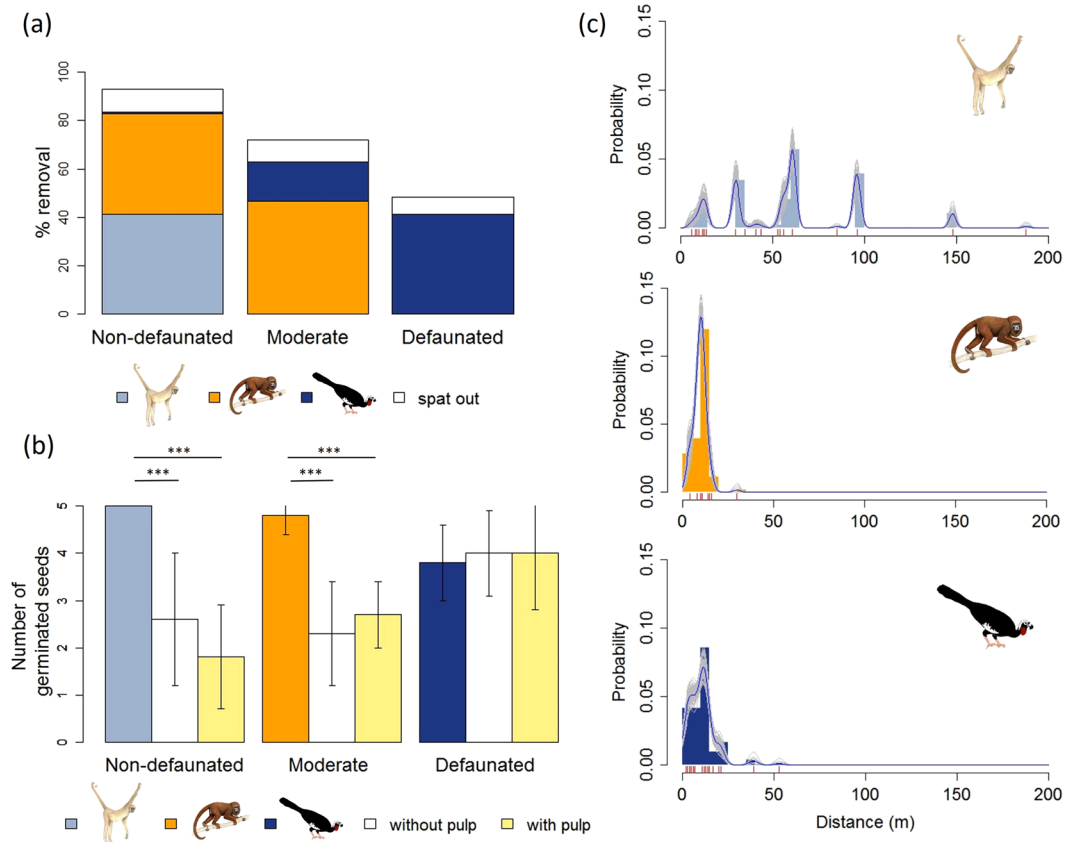 (a)
% removal
0 20 40 60 80 100
Non-defaunated Moderate Defaunated
spat out
(b)
*** ***
*** ***
Number of
germinated seeds
0 1 2 3 4 5
Non-defaunated Moderate Defaunated
without pulp with pulp
(c)
Probability
0.00 0.05 0.10 0.15
0 50 100 150 200
Probability
0.00 0.05 0.10 0.15
0 50 100 150 200
Probability
0.00 0.05 0.10 0.15
0 50 100 150 200
Distance (m)